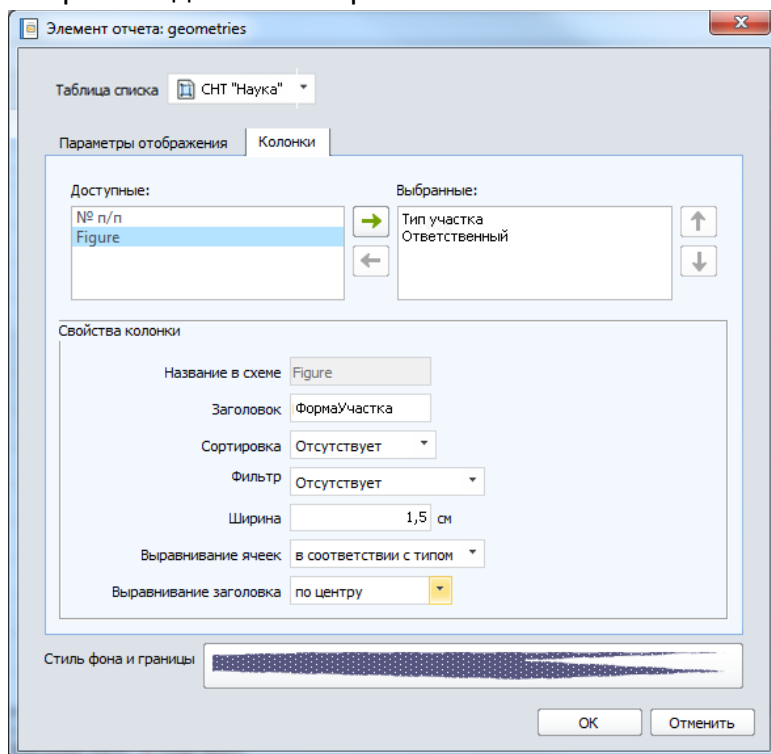 Элемент отчета: geometries
Таблица списка СНТ "Наука"
Параметры отображения Колонки
Доступные: Выбранные:
№ п/п Тип участка
Figure Ответственный
Свойства колонки
Название в схеме Figure
Заголовок ФормаУчастка
Сортировка Отсутствует
Фильтр Отсутствует
Ширина 1,5 см
Выравнивание ячеек в соответствии с типом
Выравнивание заголовка по центру
Стиль фона и границы
ОК Отменить